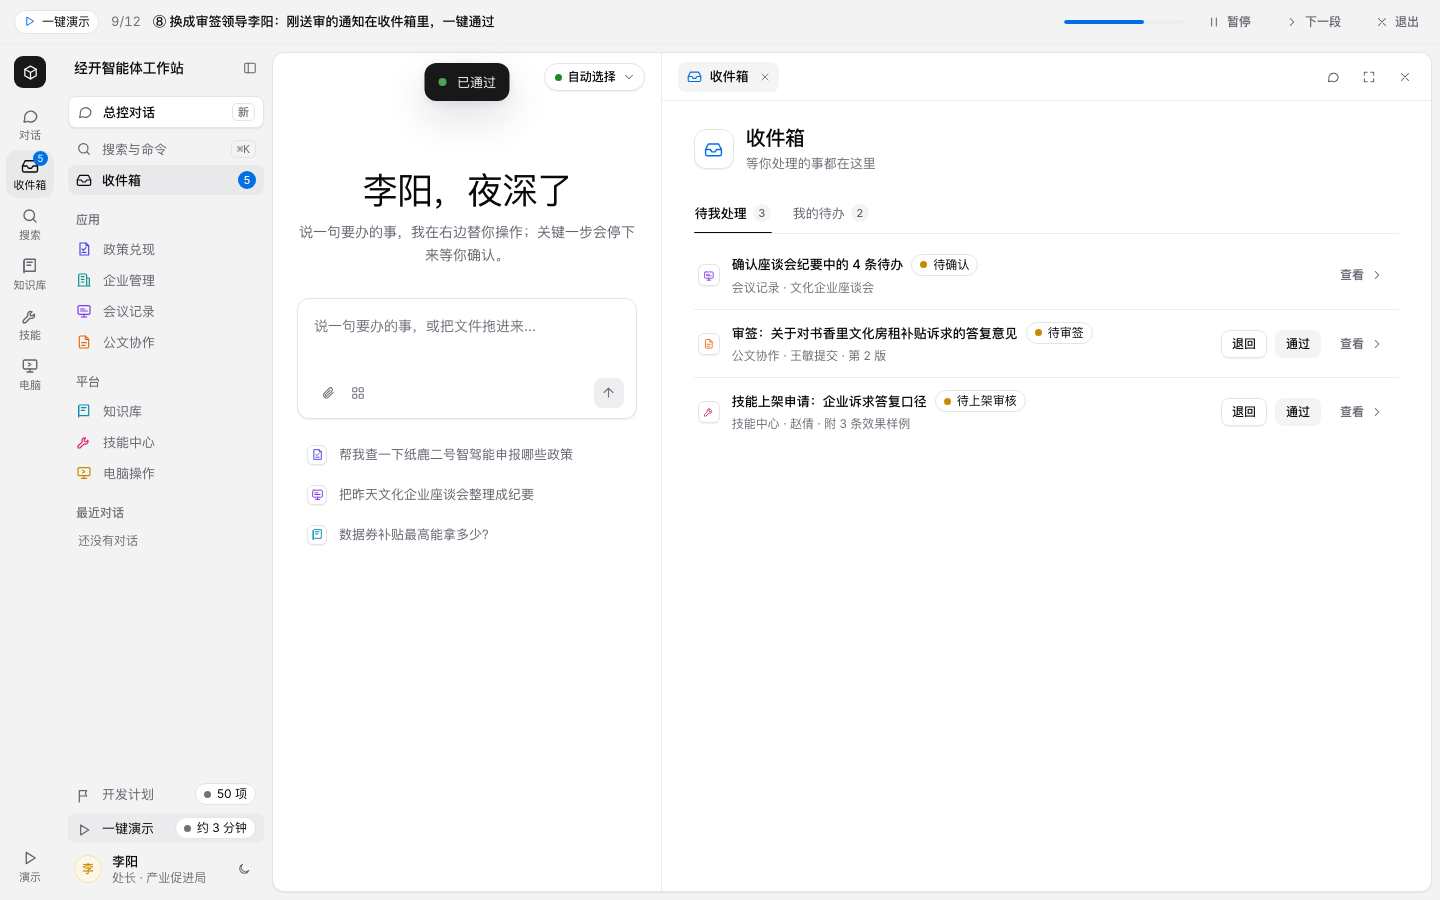 一键演示
9/12
⑧ 换成审签领导李阳：刚送审的通知在收件箱里，一键通过
暂停
下一段
退出
对话
5
收件箱
搜索
知识库
技能
电脑
演示
经开智能体工作站
总控对话
新
搜索与命令
⌘K
收件箱
5
应用
政策兑现
企业管理
会议记录
公文协作
平台
知识库
技能中心
电脑操作
最近对话
还没有对话
开发计划
50 项
一键演示
约 3 分钟
李
李阳
处长 · 产业促进局
已通过
自动选择
李阳，夜深了
说一句要办的事，我在右边替你操作；关键一步会停下
来等你确认。
说一句要办的事，或把文件拖进来...
帮我查一下纸鹿二号智驾能申报哪些政策
把昨天文化企业座谈会整理成纪要
数据券补贴最高能拿多少？
收件箱
收件箱
等你处理的事都在这里
待我处理
3
我的待办
2
确认座谈会纪要中的 4 条待办
待确认
会议记录 · 文化企业座谈会
查看
审签：关于对书香里文化房租补贴诉求的答复意见
待审签
公文协作 · 王敏提交 · 第 2 版
退回
通过
查看
技能上架申请：企业诉求答复口径
待上架审核
技能中心 · 赵倩 · 附 3 条效果样例
退回
通过
查看